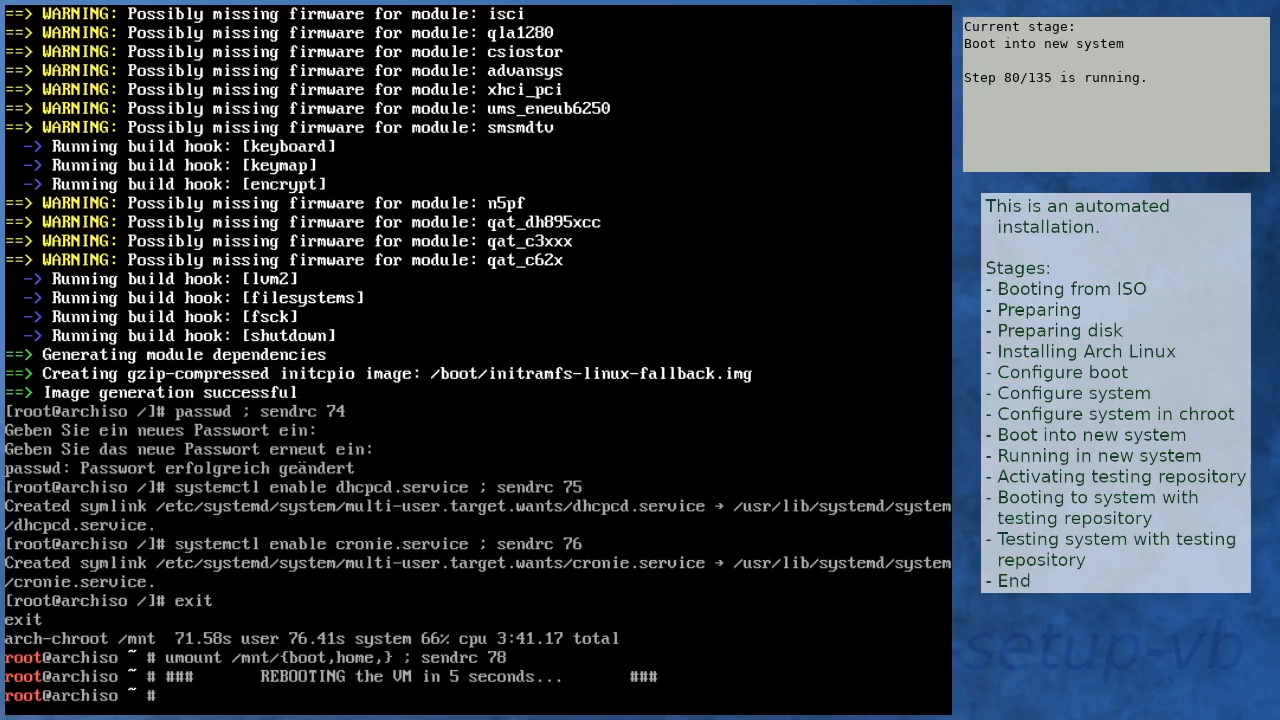 ==> WARNING: Possibly missing firmware for module: isci
==> WARNING: Possibly missing firmware for module: qla1280
==> WARNING: Possibly missing firmware for module: csiostor
==> WARNING: Possibly missing firmware for module: advansys
==> WARNING: Possibly missing firmware for module: xhci_pci
==> WARNING: Possibly missing firmware for module: ums_eneub6250
==> WARNING: Possibly missing firmware for module: smsmdtv
  -> Running build hook: [keyboard]
  -> Running build hook: [keymap]
  -> Running build hook: [encrypt]
==> WARNING: Possibly missing firmware for module: n5pf
==> WARNING: Possibly missing firmware for module: qat_dh895xcc
==> WARNING: Possibly missing firmware for module: qat_c3xxx
==> WARNING: Possibly missing firmware for module: qat_c62x
  -> Running build hook: [lvm2]
  -> Running build hook: [filesystems]
  -> Running build hook: [fsck]
  -> Running build hook: [shutdown]
==> Generating module dependencies
==> Creating gzip-compressed initcpio image: /boot/initramfs-linux-fallback.img
==> Image generation successful
[root@archiso /]# passwd ; sendrc 74
Geben Sie ein neues Passwort ein:
Geben Sie das neue Passwort erneut ein:
passwd: Passwort erfolgreich geändert
[root@archiso /]# systemctl enable dhcpcd.service ; sendrc 75
Created symlink /etc/systemd/system/multi-user.target.wants/dhcpcd.service → /usr/lib/systemd/system
/dhcpcd.service.
[root@archiso /]# systemctl enable cronie.service ; sendrc 76
Created symlink /etc/systemd/system/multi-user.target.wants/cronie.service → /usr/lib/systemd/system
/cronie.service.
[root@archiso /]# exit
exit
arch-chroot /mnt  71.58s user 76.41s system 66% cpu 3:41.17 total
root@archiso ~ # umount /mnt/{boot,home,} ; sendrc 78
root@archiso ~ # ###       REBOOTING the VM in 5 seconds...       ###
root@archiso ~ #
Current stage:
Boot into new system
Step 80/135 is running.
This is an automated
installation.
Stages:
- Booting from ISO
- Preparing
- Preparing disk
- Installing Arch Linux
- Configure boot
- Configure system
- Configure system in chroot
- Boot into new system
- Running in new system
- Activating testing repository
- Booting to system with
testing repository
- Testing system with testing
repository
- End
setup-vb